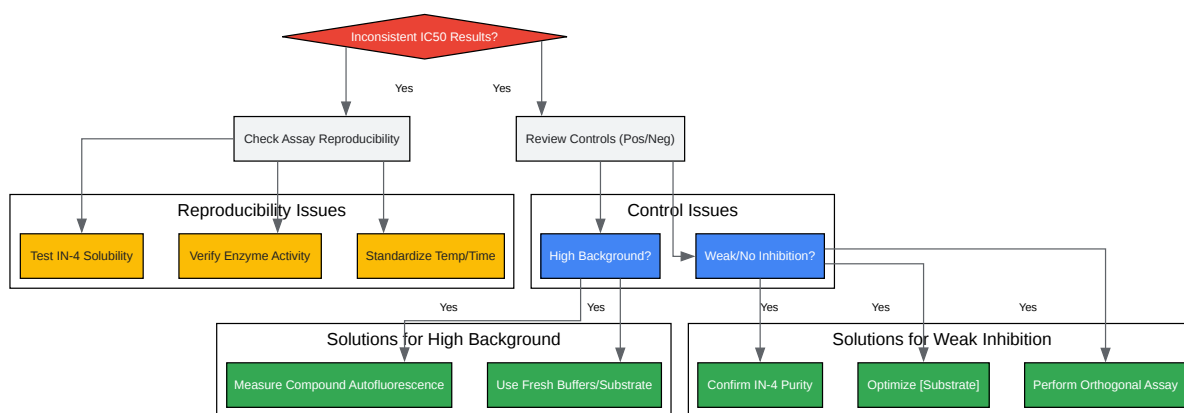 Inconsistent IC50 Results?
Yes
Yes
Check Assay Reproducibility
Review Controls (Pos/Neg)
Reproducibility Issues
Control Issues
Test IN-4 Solubility
Verify Enzyme Activity
Standardize Temp/Time
High Background?
Weak/No Inhibition?
Yes
Yes
Yes
Yes
Yes
Solutions for High Background
Solutions for Weak Inhibition
Measure Compound Autofluorescence
Use Fresh Buffers/Substrate
Confirm IN-4 Purity
Optimize [Substrate]
Perform Orthogonal Assay